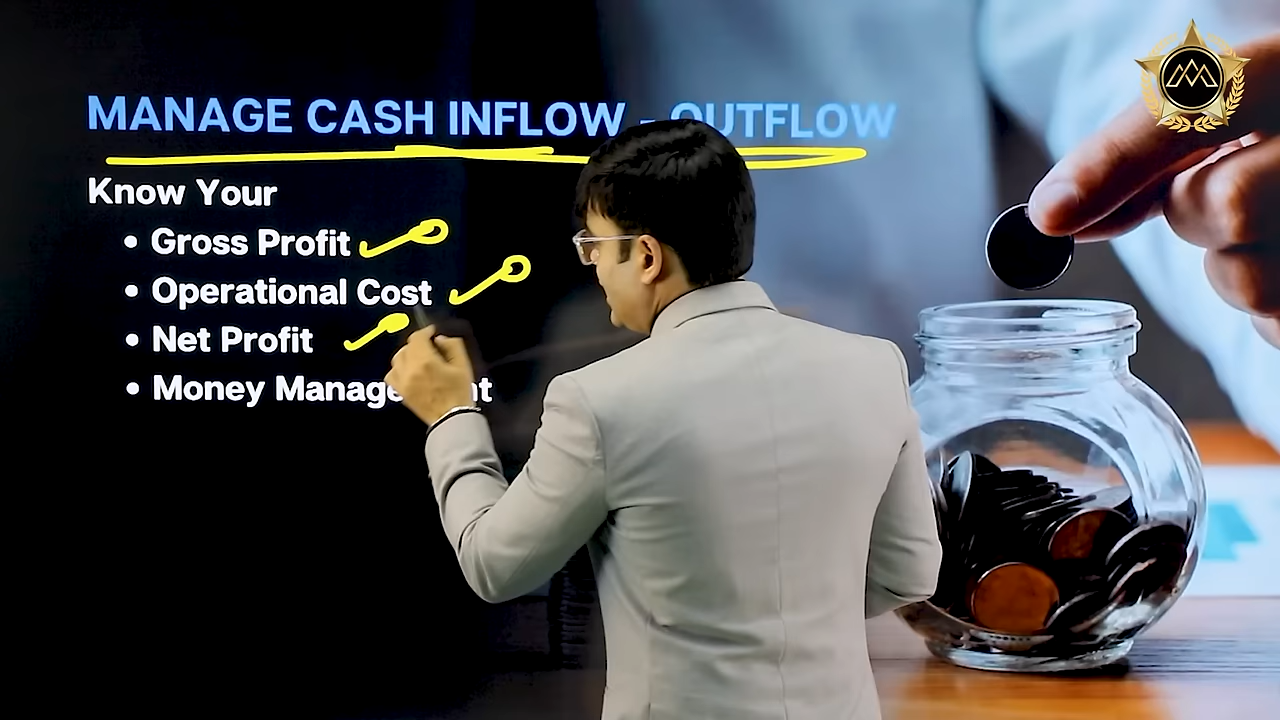 MANAGE CASH INFLOW - OUTFLOW
Know Your
• Gross Profit
• Operational Cost
• Net Profit
• Money